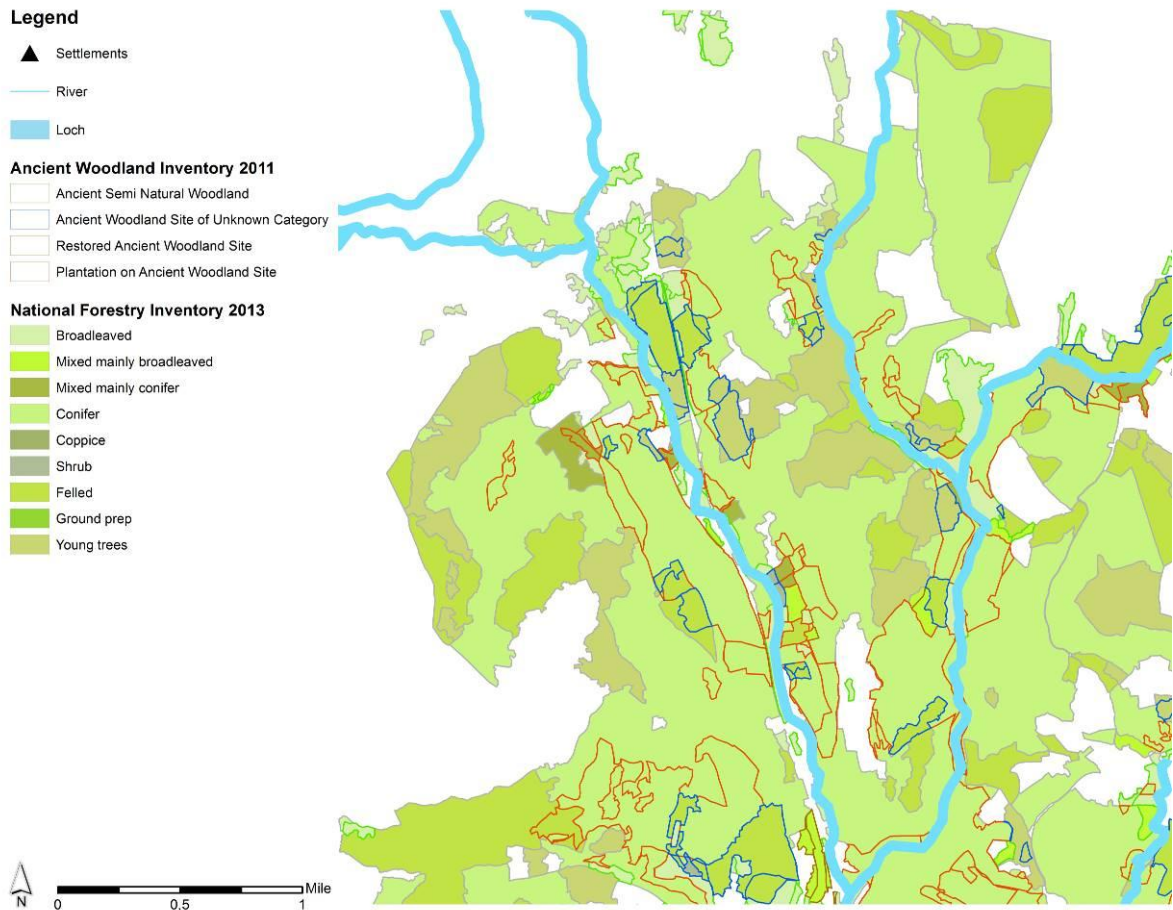 Legend
Settlements
River
Loch
Ancient Woodland Inventory 2011
Ancient Semi Natural Woodland
Ancient Woodland Site of Unknown Category
Restored Ancient Woodland Site
Plantation on Ancient Woodland Site
National Forestry Inventory 2013
Broadleaved
Mixed mainly broadleaved
Mixed mainly conifer
Conifer
Coppice
Shrub
Felled
Ground prep
Young trees
N
Mile
0 0.5 1